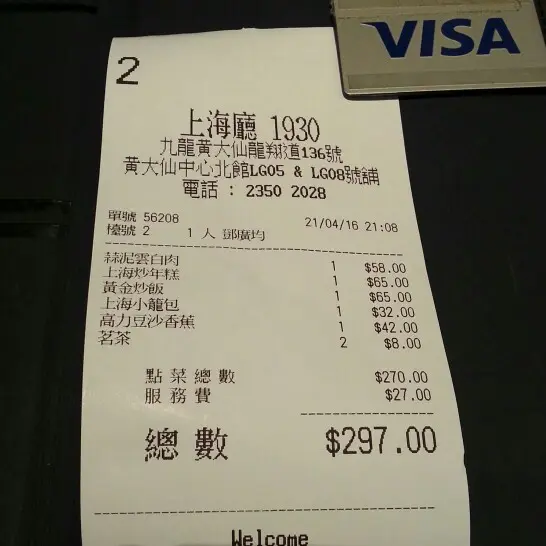 VISA
2
上海廳 1930
九龍黃大仙龍翔道136號
黃大仙中心北館LG05 & LG08號舖
電話 : 2350 2028
單號 56208 21/04/16 21:08
檯號 2 1 人 鄧廣均
蒜泥雲白肉 1 $58.00
上海炒年糕 1 $65.00
黃金炒飯 1 $65.00
上海小籠包 1 $32.00
高力豆沙香蕉 1 $42.00
茗茶 2 $8.00
點菜總數 $270.00
服務費 $27.00
總數 $297.00
Welcome